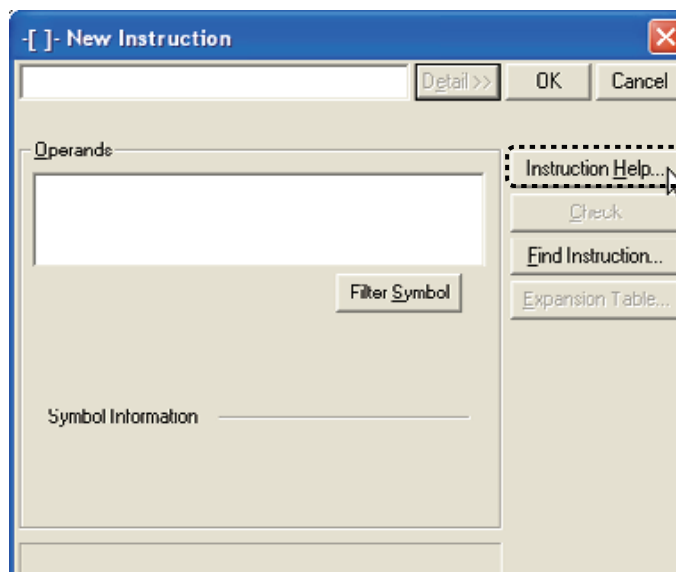 -[ ]- New Instruction
Detail >>
OK
Cancel
Operands
Instruction Help...
Check
Find Instruction...
Filter Symbol
Expansion Table...
Symbol Information